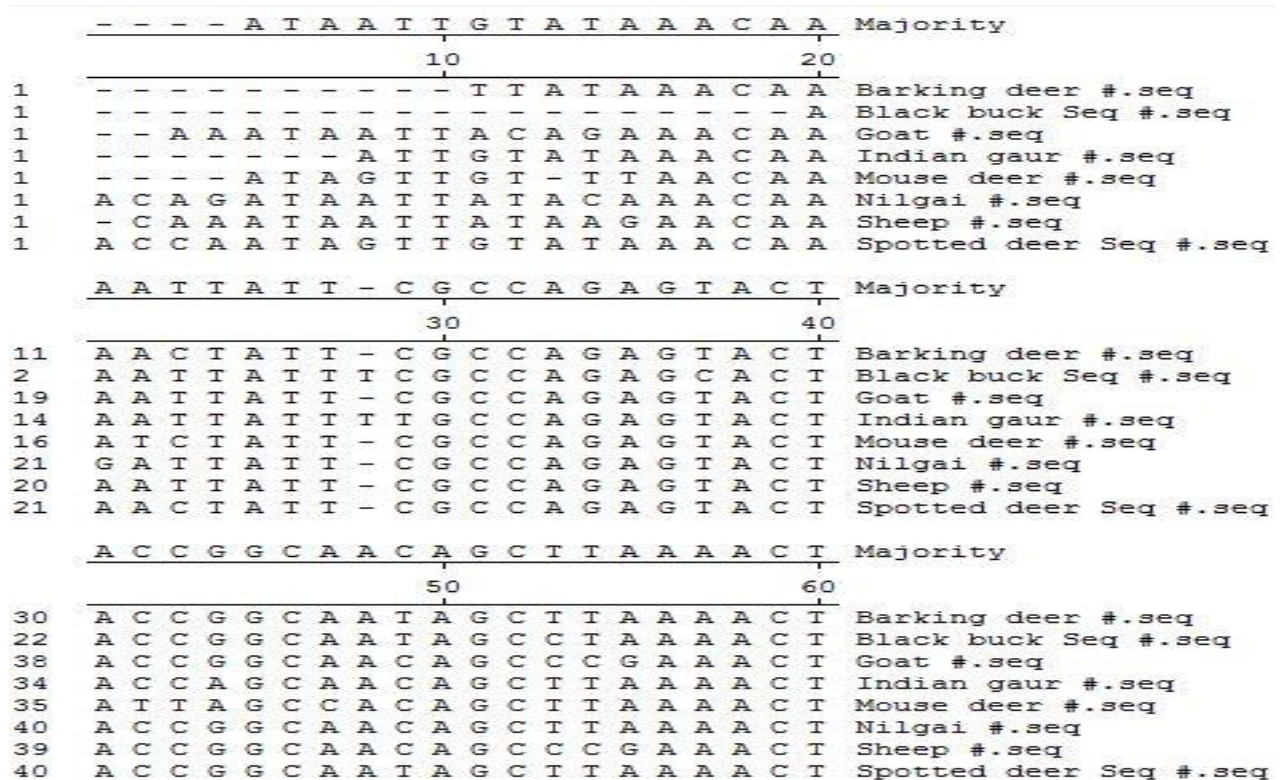 - - - - A T A A T T G T A T A A A C A A Majority
10 20
1 - - - - - - - - - - T T A T A A A C A A Barking deer #.seq
1 - - - - - - - - - - - - - - - - - - - A Black buck Seq #.seq
1 - - A A A T A A T T A C A G A A A C A A Goat #.seq
1 - - - - - - - A T T G T A T A A A C A A Indian gaur #.seq
1 - - - - A T A G T T G T - T T A A C A A Mouse deer #.seq
1 A C A G A T A A T T A T A C A A A C A A Nilgai #.seq
1 - C A A A T A A T T A T A A G A A C A A Sheep #.seq
1 A C C A A T A G T T G T A T A A A C A A Spotted deer Seq #.seq
A A T T A T T - C G C C A G A G T A C T Majority
30 40
11 A A C T A T T - C G C C A G A G T A C T Barking deer #.seq
2 A A T T A T T T C G C C A G A G C A C T Black buck Seq #.seq
19 A A T T A T T - C G C C A G A G T A C T Goat #.seq
14 A A T T A T T T T G C C A G A G T A C T Indian gaur #.seq
16 A T C T A T T - C G C C A G A G T A C T Mouse deer #.seq
21 G A T T A T T - C G C C A G A G T A C T Nilgai #.seq
20 A A T T A T T - C G C C A G A G T A C T Sheep #.seq
21 A A C T A T T - C G C C A G A G T A C T Spotted deer Seq #.seq
A C C G G C A A C A G C T T A A A A C T Majority
50 60
30 A C C G G C A A T A G C T T A A A A C T Barking deer #.seq
22 A C C G G C A A T A G C C T A A A A C T Black buck Seq #.seq
38 A C C G G C A A C A G C C C G A A A C T Goat #.seq
34 A C C A G C A A C A G C T T A A A A C T Indian gaur #.seq
35 A T T A G C C A C A G C T T A A A A C T Mouse deer #.seq
40 A C C G G C A A C A G C T T A A A A C T Nilgai #.seq
39 A C C G G C A A C A G C C C G A A A C T Sheep #.seq
40 A C C G G C A A T A G C T T A A A A C T Spotted deer Seq #.seq